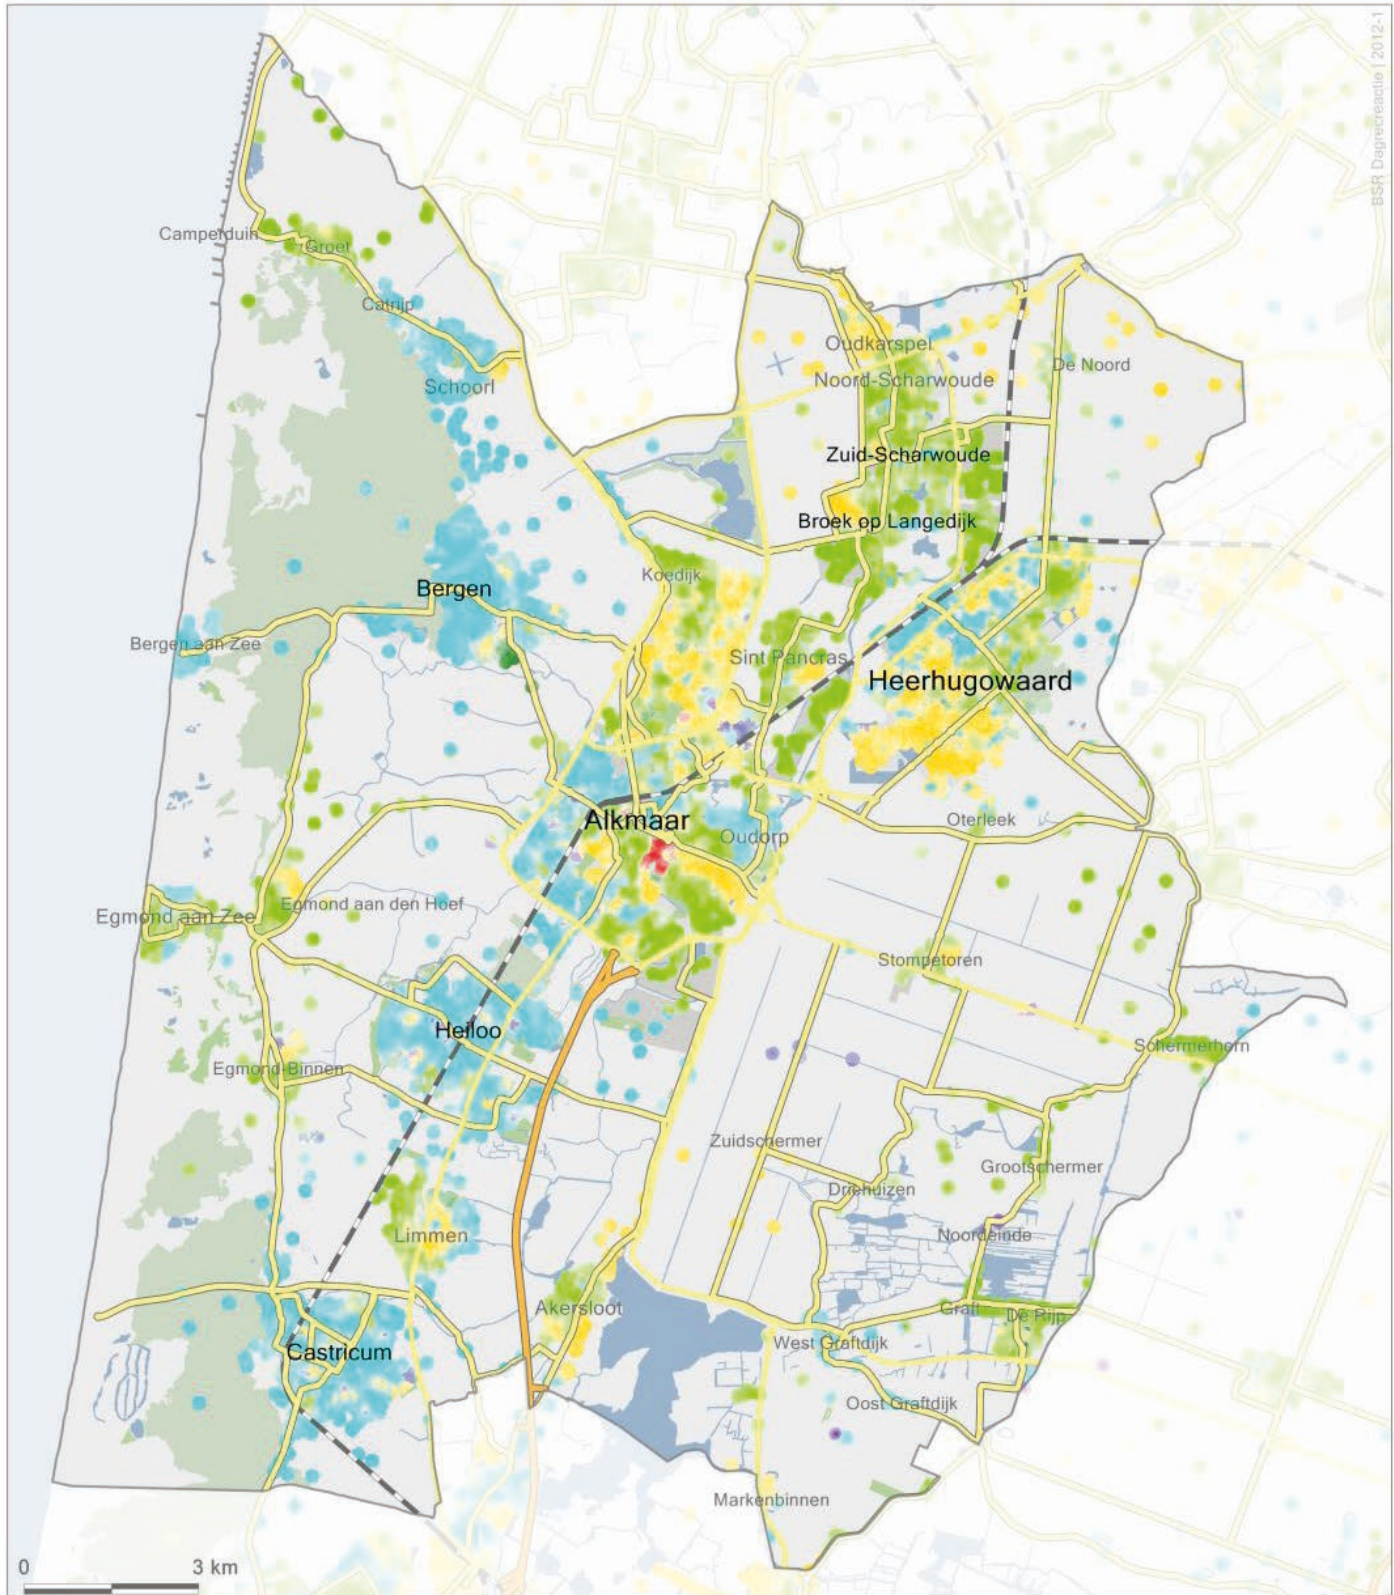 BSR Dagrecreactie | 2012-1
Camperduin
Groet
Catrijp
Schoorl
Oudkarspel
Noord-Scharwoude
De Noord
Zuid-Scharwoude
Broek op Langedijk
Koedijk
Bergen
Bergen aan Zee
Sint Pancras
Heerhugowaard
Alkmaar
Oudorp
Oterleek
Egmond aan Zee
Egmond aan den Hoef
Stompetoren
Heiloo
Schermerhorn
Egmond-Binnen
Zuidschermer
Grootschermer
Driehuizen
Limmen
Noordeinde
Akersloot
Graft
De Rijp
West Graftdijk
Castricum
Oost Graftdijk
Markenbinnen
0 3 km